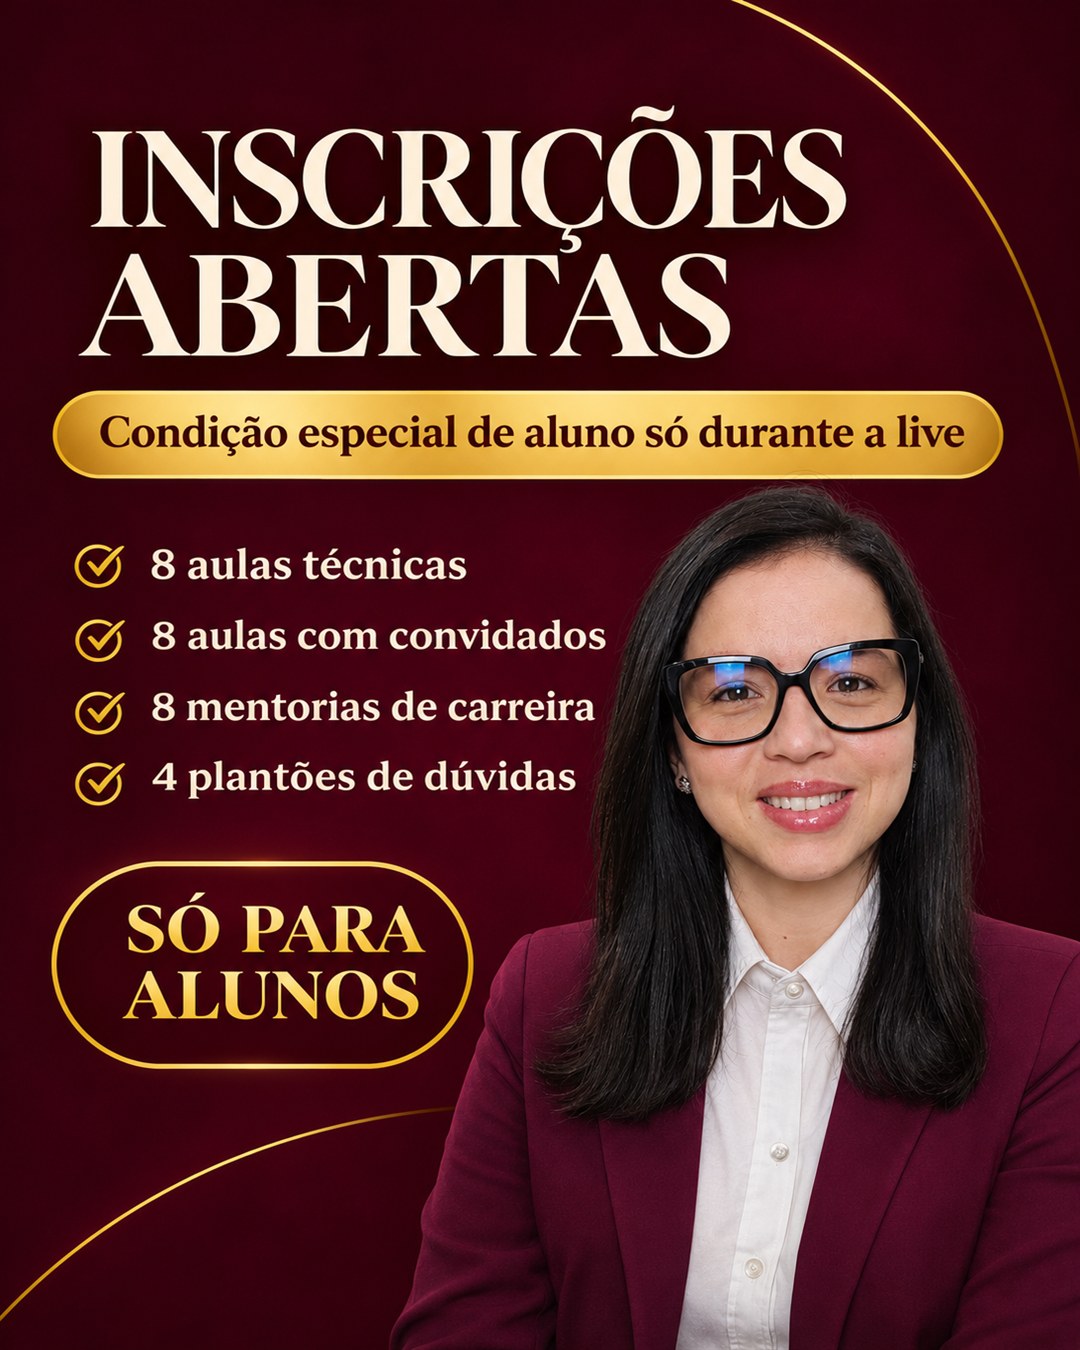 INSCRIÇÕES
ABERTAS
Condição especial de aluno só durante a live
8 aulas técnicas
8 aulas com convidados
8 mentorias de carreira
4 plantões de dúvidas
SÓ PARA
ALUNOS